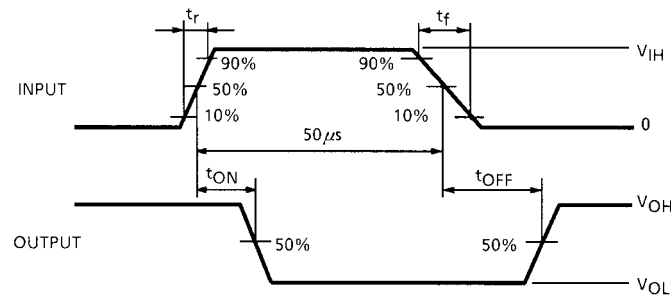 tr
tf
VIH
90%
90%
INPUT
50%
50%
10%
10%
0
50μs
tON
tOFF
VOH
OUTPUT
50%
50%
VOL